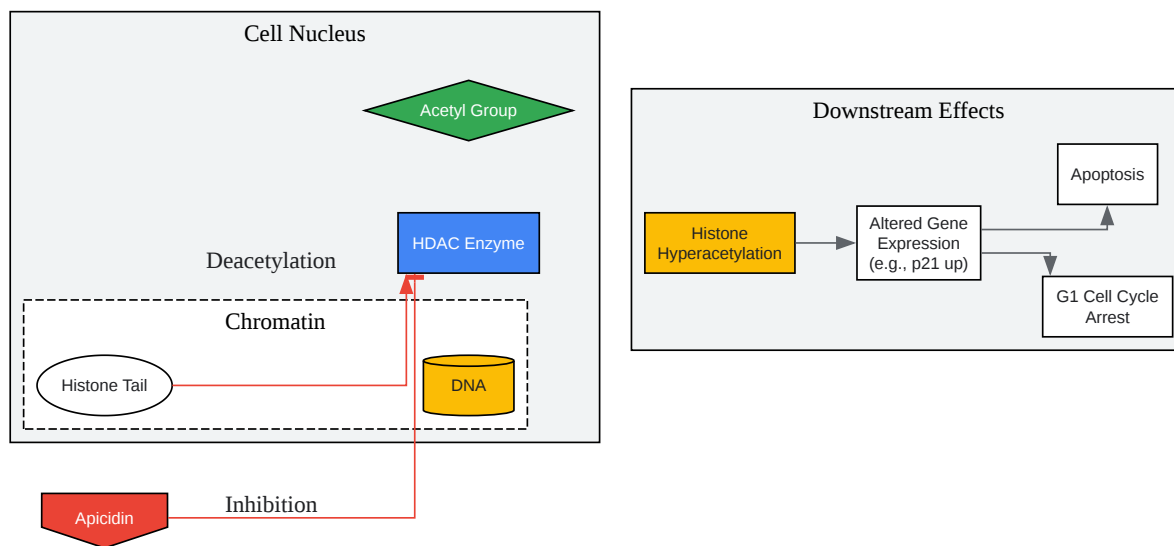 Cell Nucleus
Acetyl Group
HDAC Enzyme
Deacetylation
Chromatin
Histone Tail
DNA
Inhibition
Apicidin
Downstream Effects
Apoptosis
Histone
Hyperacetylation
Altered Gene
Expression
(e.g., p21 up)
G1 Cell Cycle
Arrest